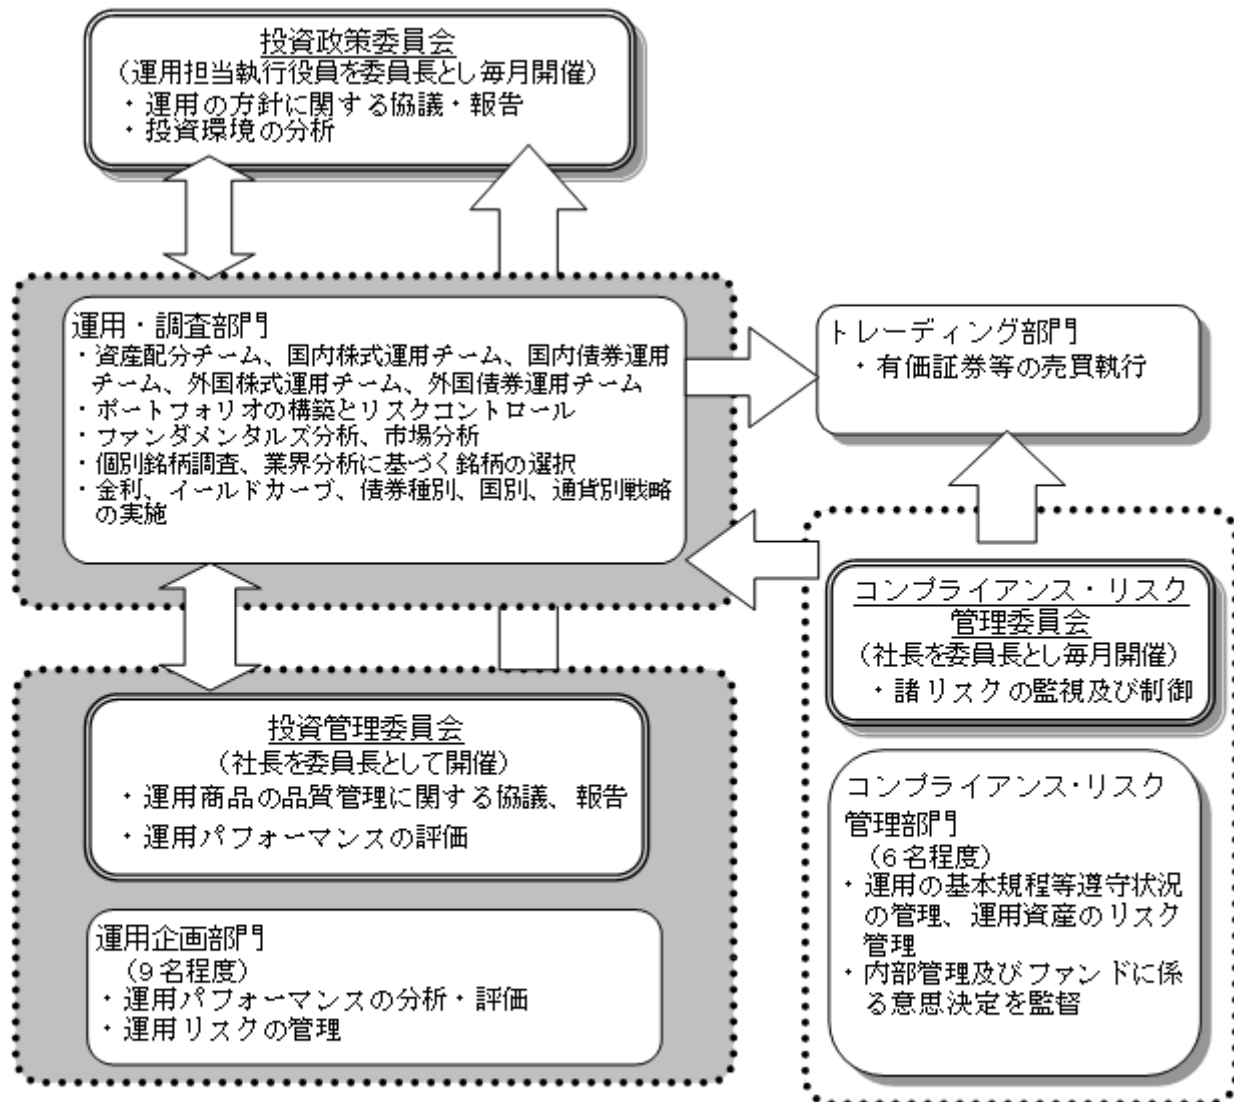 投資政策委員会
(運用担当執行役員を委員長とし毎月開催)
・運用の方針に関する協議・報告
・投資環境の分析
運用・調査部門
・資産配分チーム、国内株式運用チーム、国内債券運用
チーム、外国株式運用チーム、外国債券運用チーム
・ポートフォリオの構築とリスクコントロール
・ファンダメンタルズ分析、市場分析
・個別銘柄調査、業界分析に基づく銘柄の選択
・金利、イールドカーブ、債券種別、国別、通貨別戦略
の実施
トレーディング部門
・有価証券等の売買執行
コンプライアンス・リスク
管理委員会
(社長を委員長とし毎月開催)
・諸リスクの監視及び制御
投資管理委員会
(社長を委員長として開催)
・運用商品の品質管理に関する協議、報告
・運用パフォーマンスの評価
コンプライアンス・リスク
管理部門
(6名程度)
・運用の基本規程等遵守状況
の管理、運用資産のリスク
管理
・内部管理及びファンドに係
る意思決定を監督
運用企画部門
(9名程度)
・運用パフォーマンスの分析・評価
・運用リスクの管理